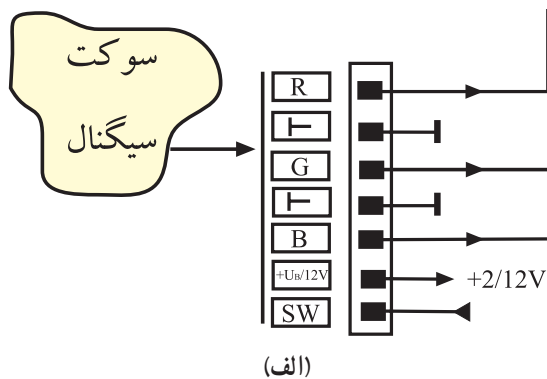 سوکت
سیگنال
R
G
B
+UB/12V
+2/12V
SW
(الف)